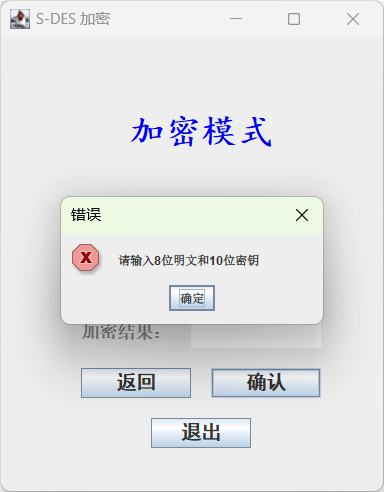 S-DES 加密
加密模式
错误
请输入8位明文和10位密钥
确定
加密结果：
返回
确认
退出